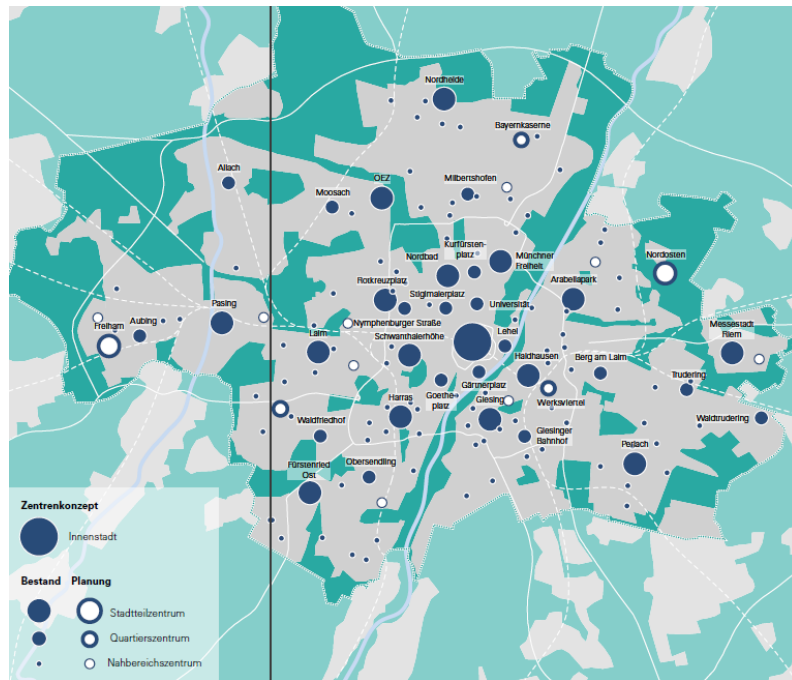 Nordheide
Bayernkaserne
Allach
Moosach
OEZ
Milbertshofen
Kurfürsten-
platz
Nordbad
Münchner
Freiheit
Nordosten
Arabellapark
Rotkreuzplatz
Stiglmaierplatz
Universität
Freiham
Aubing
Pasing
Nymphenburger Straße
Laim
Schwanthalerhöhe
Lehel
Messestadt
Riem
Haidhausen
Berg am Laim
Gärtnerplatz
Trudering
Goethe-
platz
Harras
Giesing
Werksviertel
Waldfriedhof
Giesinger
Bahnhof
Waldtrudering
Perlach
Fürstenried
Ost
Obersendling
Zentrenkonzept
Innenstadt
Bestand Planung
Stadtteilzentrum
Quartierszentrum
Nahbereichszentrum